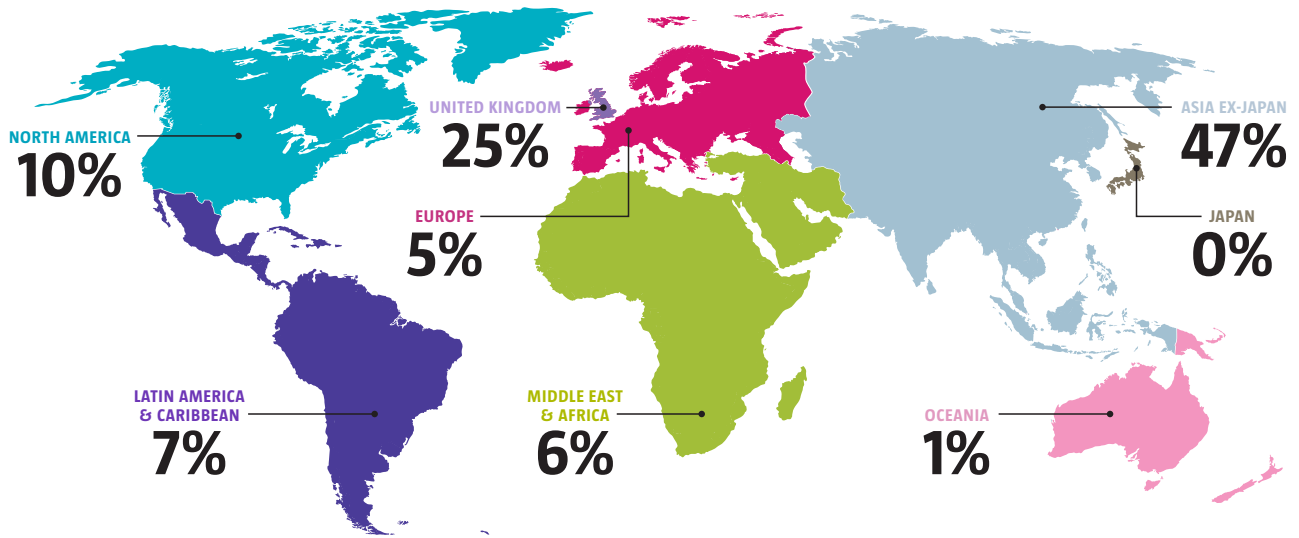 NORTH AMERICA
10%
UNITED KINGDOM
25%
ASIA EX-JAPAN
47%
EUROPE
5%
JAPAN
0%
LATIN AMERICA
& CARIBBEAN
7%
MIDDLE EAST
& AFRICA
6%
OCEANIA
1%